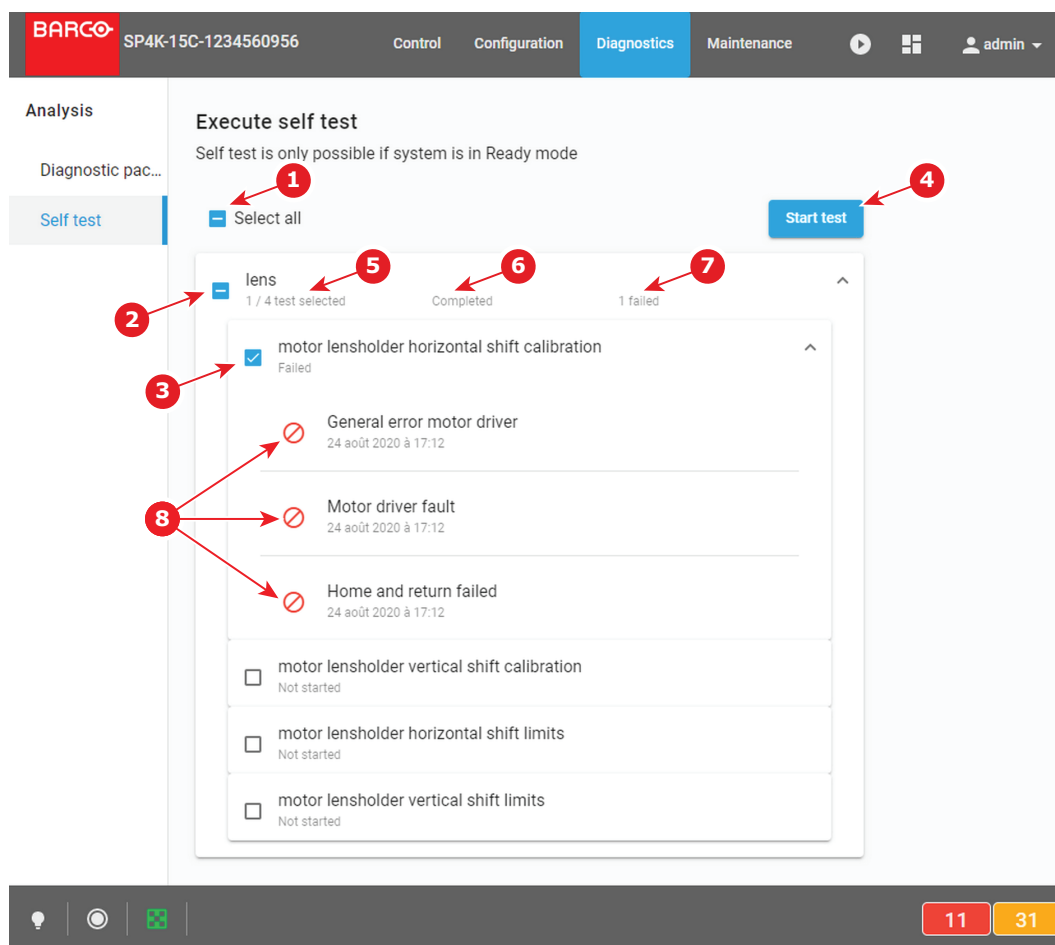 BARCO
SP4K-15C-1234560956
Control
Configuration
Diagnostics
Maintenance
admin
Analysis
Diagnostic pac...
Self test
Execute self test
Self test is only possible if system is in Ready mode
1
4
Select all
Start test
5
6
7
lens
1 / 4 test selected
Completed
1 failed
2
motor lensholder horizontal shift calibration
Failed
3
General error motor driver
24 août 2020 à 17:12
8
Motor driver fault
24 août 2020 à 17:12
Home and return failed
24 août 2020 à 17:12
motor lensholder vertical shift calibration
Not started
motor lensholder horizontal shift limits
Not started
motor lensholder vertical shift limits
Not started
11
31